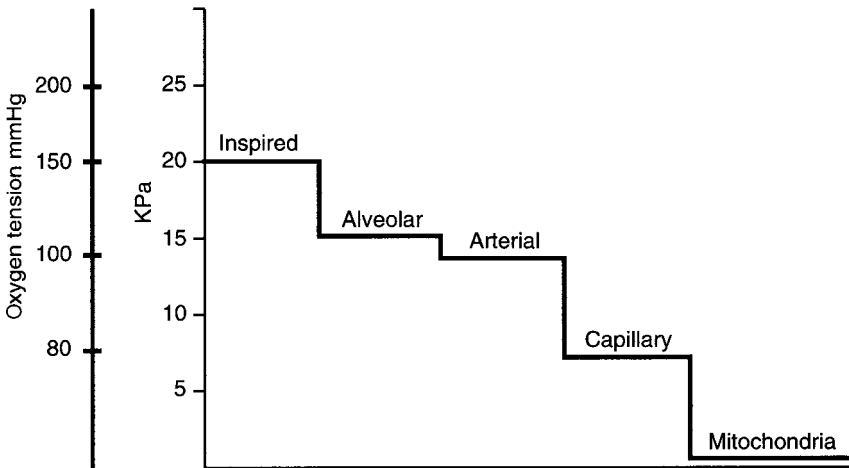 Oxygen tension mmHg
200
150
100
80
KPa
25
20
15
10
5
Inspired
Alveolar
Arterial
Capillary
Mitochondria